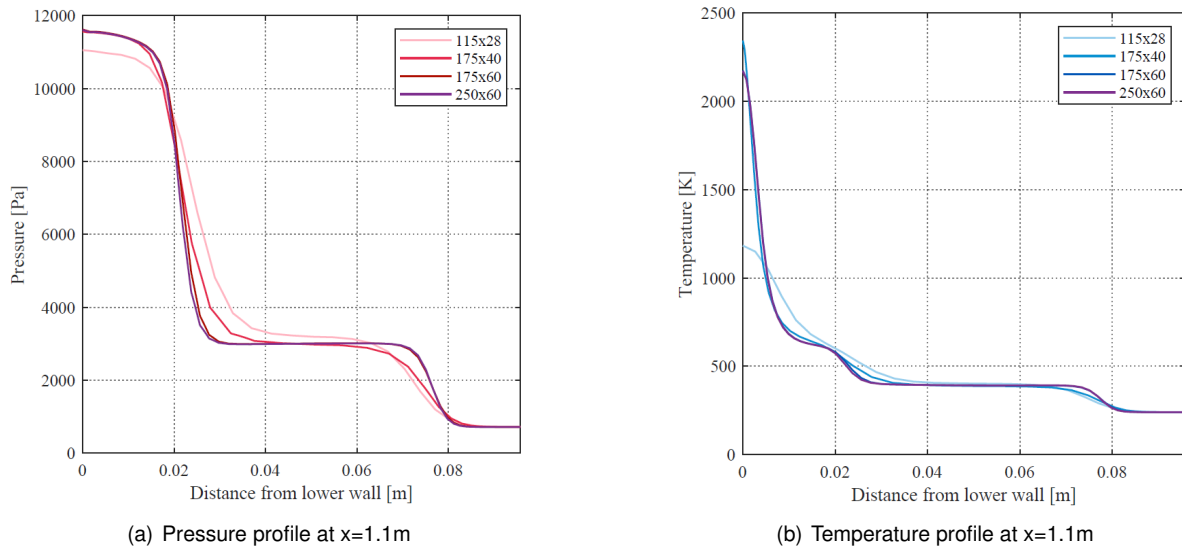 12000
10000
8000
6000
4000
2000
0
Pressure [Pa]
0
0.02
0.04
0.06
0.08
Distance from lower wall [m]
115x28
175x40
175x60
250x60
(a) Pressure profile at x=1.1m
2500
2000
1500
1000
500
0
Temperature [K]
0
0.02
0.04
0.06
0.08
Distance from lower wall [m]
115x28
175x40
175x60
250x60
(b) Temperature profile at x=1.1m